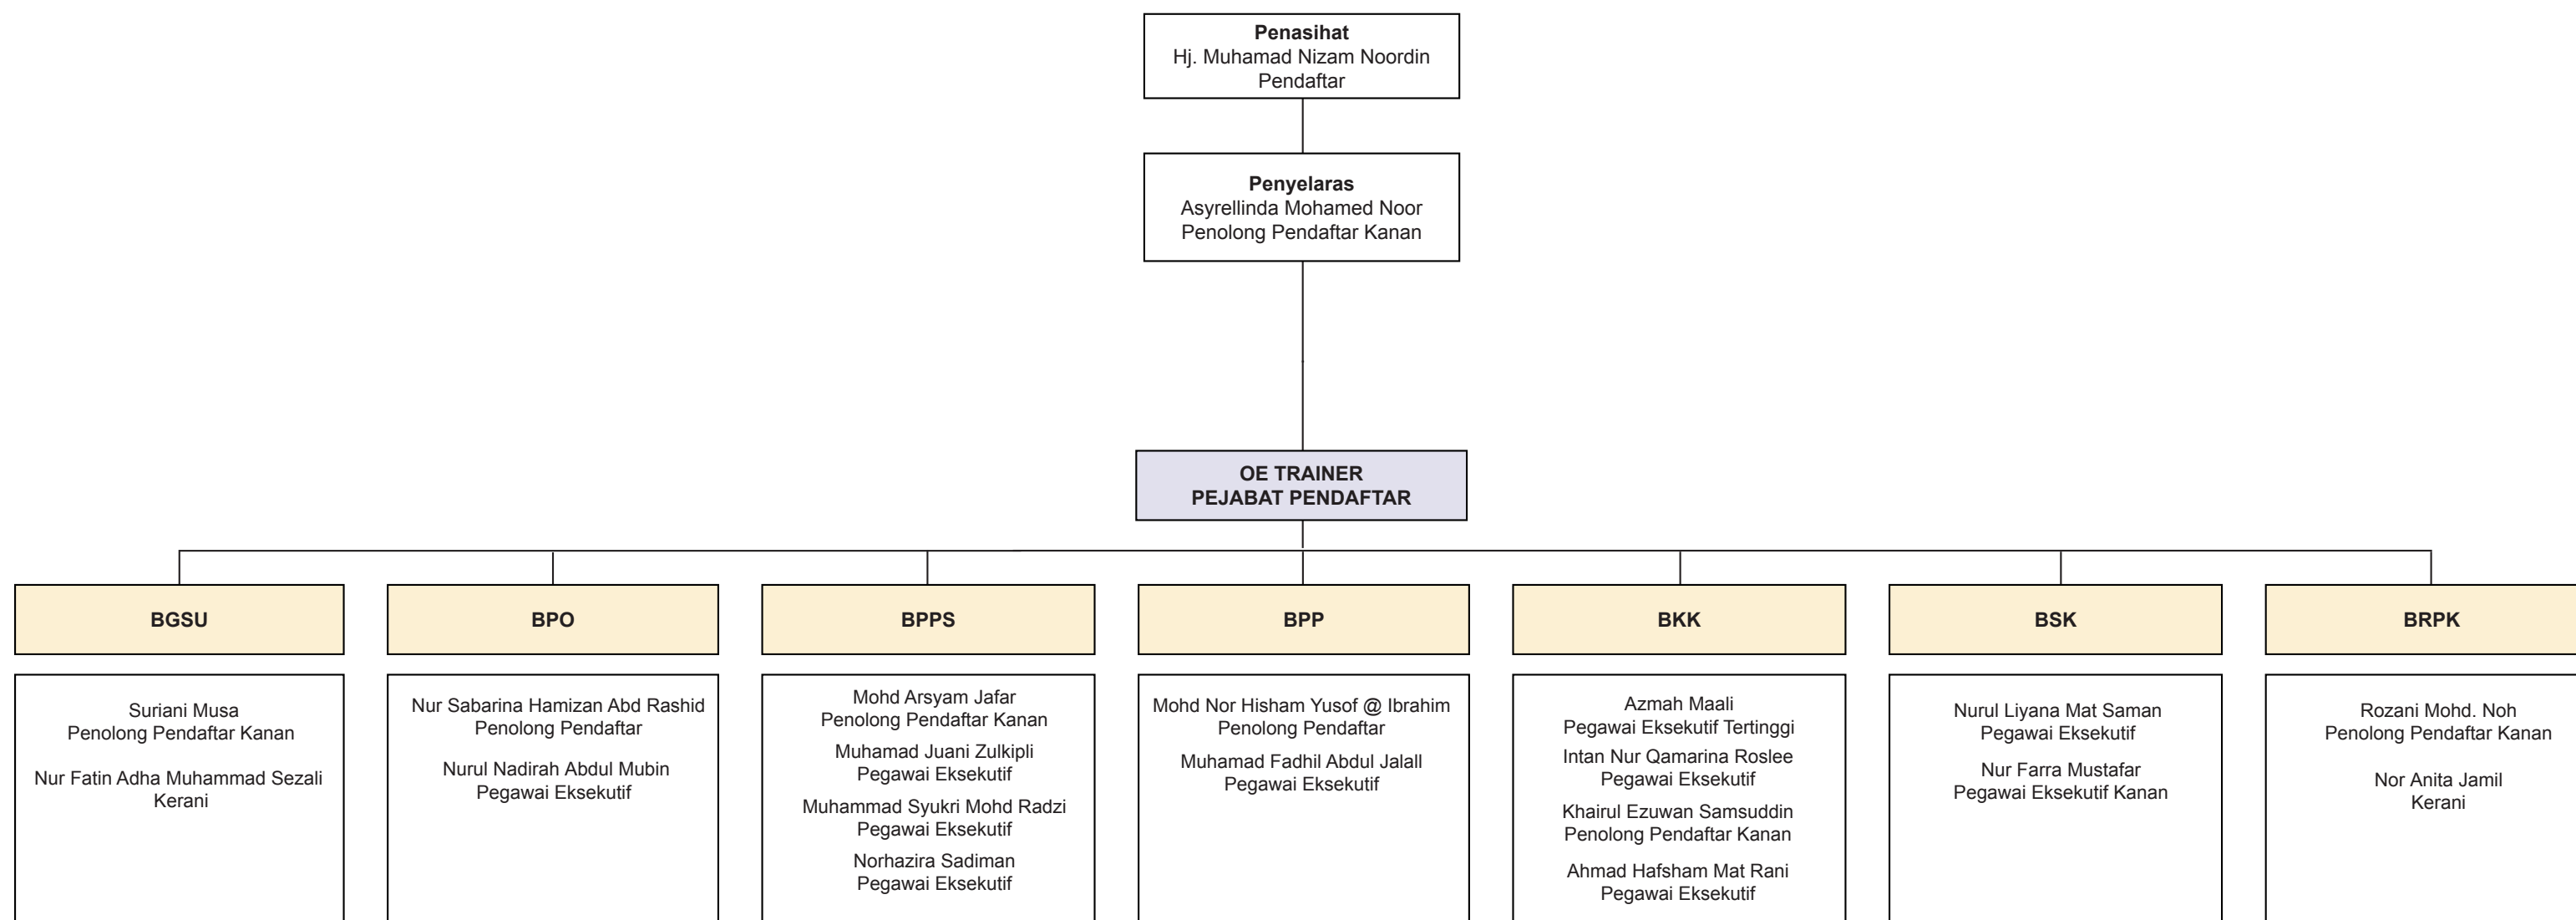 Penasihat
Hj. Muhamad Nizam Noordin
Pendaftar
Penyelaras
Asyrellinda Mohamed Noor
Penolong Pendaftar Kanan
OE TRAINER
PEJABAT PENDAFTAR
BGSU
BPO
BPPS
BPP
BKK
BSK
BRPK
Suriani Musa
Penolong Pendaftar Kanan
Nur Fatin Adha Muhammad Sezali
Kerani
Nur Sabarina Hamizan Abd Rashid
Penolong Pendaftar
Nurul Nadirah Abdul Mubin
Pegawai Eksekutif
Mohd Arsyam Jafar
Penolong Pendaftar Kanan
Muhamad Juani Zulkipli
Pegawai Eksekutif
Muhammad Syukri Mohd Radzi
Pegawai Eksekutif
Norhazira Sadiman
Pegawai Eksekutif
Mohd Nor Hisham Yusof @ Ibrahim
Penolong Pendaftar
Muhamad Fadhil Abdul Jalall
Pegawai Eksekutif
Azmah Maali
Pegawai Eksekutif Tertinggi
Intan Nur Qamarina Roslee
Pegawai Eksekutif
Khairul Ezuwan Samsuddin
Penolong Pendaftar Kanan
Ahmad Hafsham Mat Rani
Pegawai Eksekutif
Nurul Liyana Mat Saman
Pegawai Eksekutif
Nur Farra Mustafar
Pegawai Eksekutif Kanan
Rozani Mohd. Noh
Penolong Pendaftar Kanan
Nor Anita Jamil
Kerani